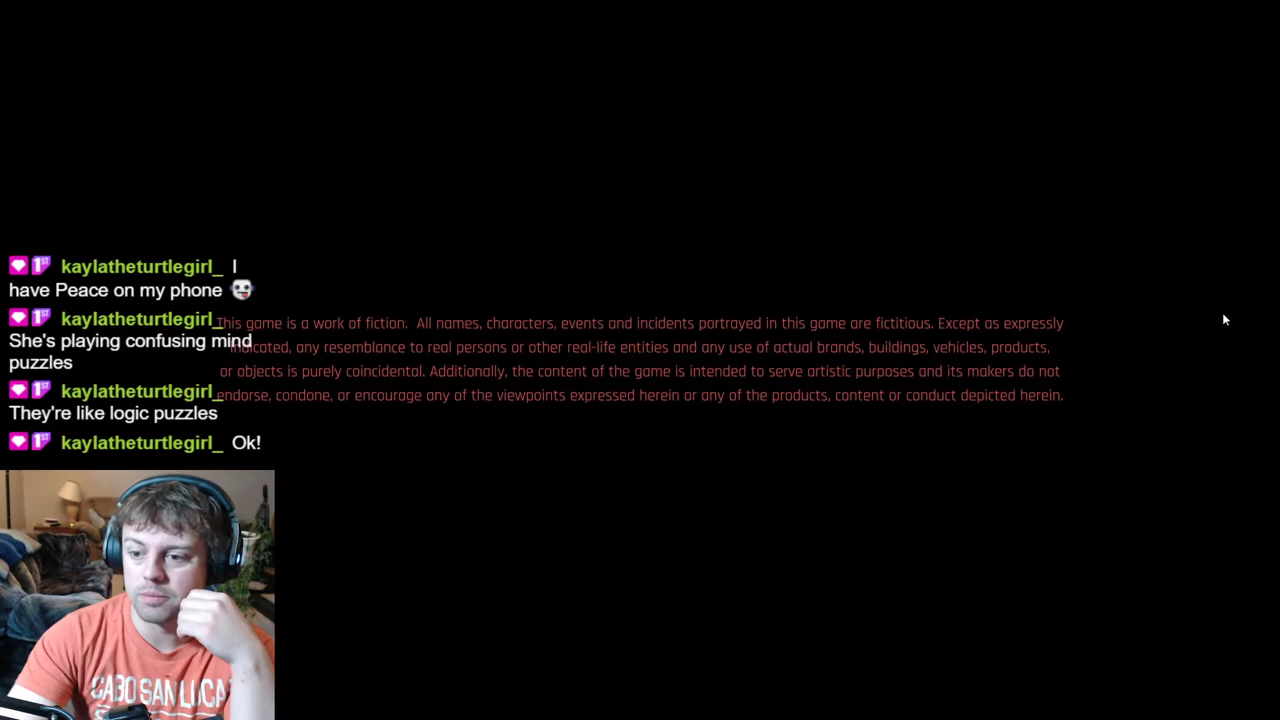 kaylatheturtlegirl_ I
have Peace on my phone
kaylatheturtlegirl_
She's playing confusing mind
puzzles
kaylatheturtlegirl_
They're like logic puzzles
kaylatheturtlegirl_ Ok!
This game is a work of fiction. All names, characters, events and incidents portrayed in this game are fictitious. Except as expressly
indicated, any resemblance to real persons or other real-life entities and any use of actual brands, buildings, vehicles, products,
or objects is purely coincidental. Additionally, the content of the game is intended to serve artistic purposes and its makers do not
endorse, condone, or encourage any of the viewpoints expressed herein or any of the products, content or conduct depicted herein.
CABO SAN LUCA